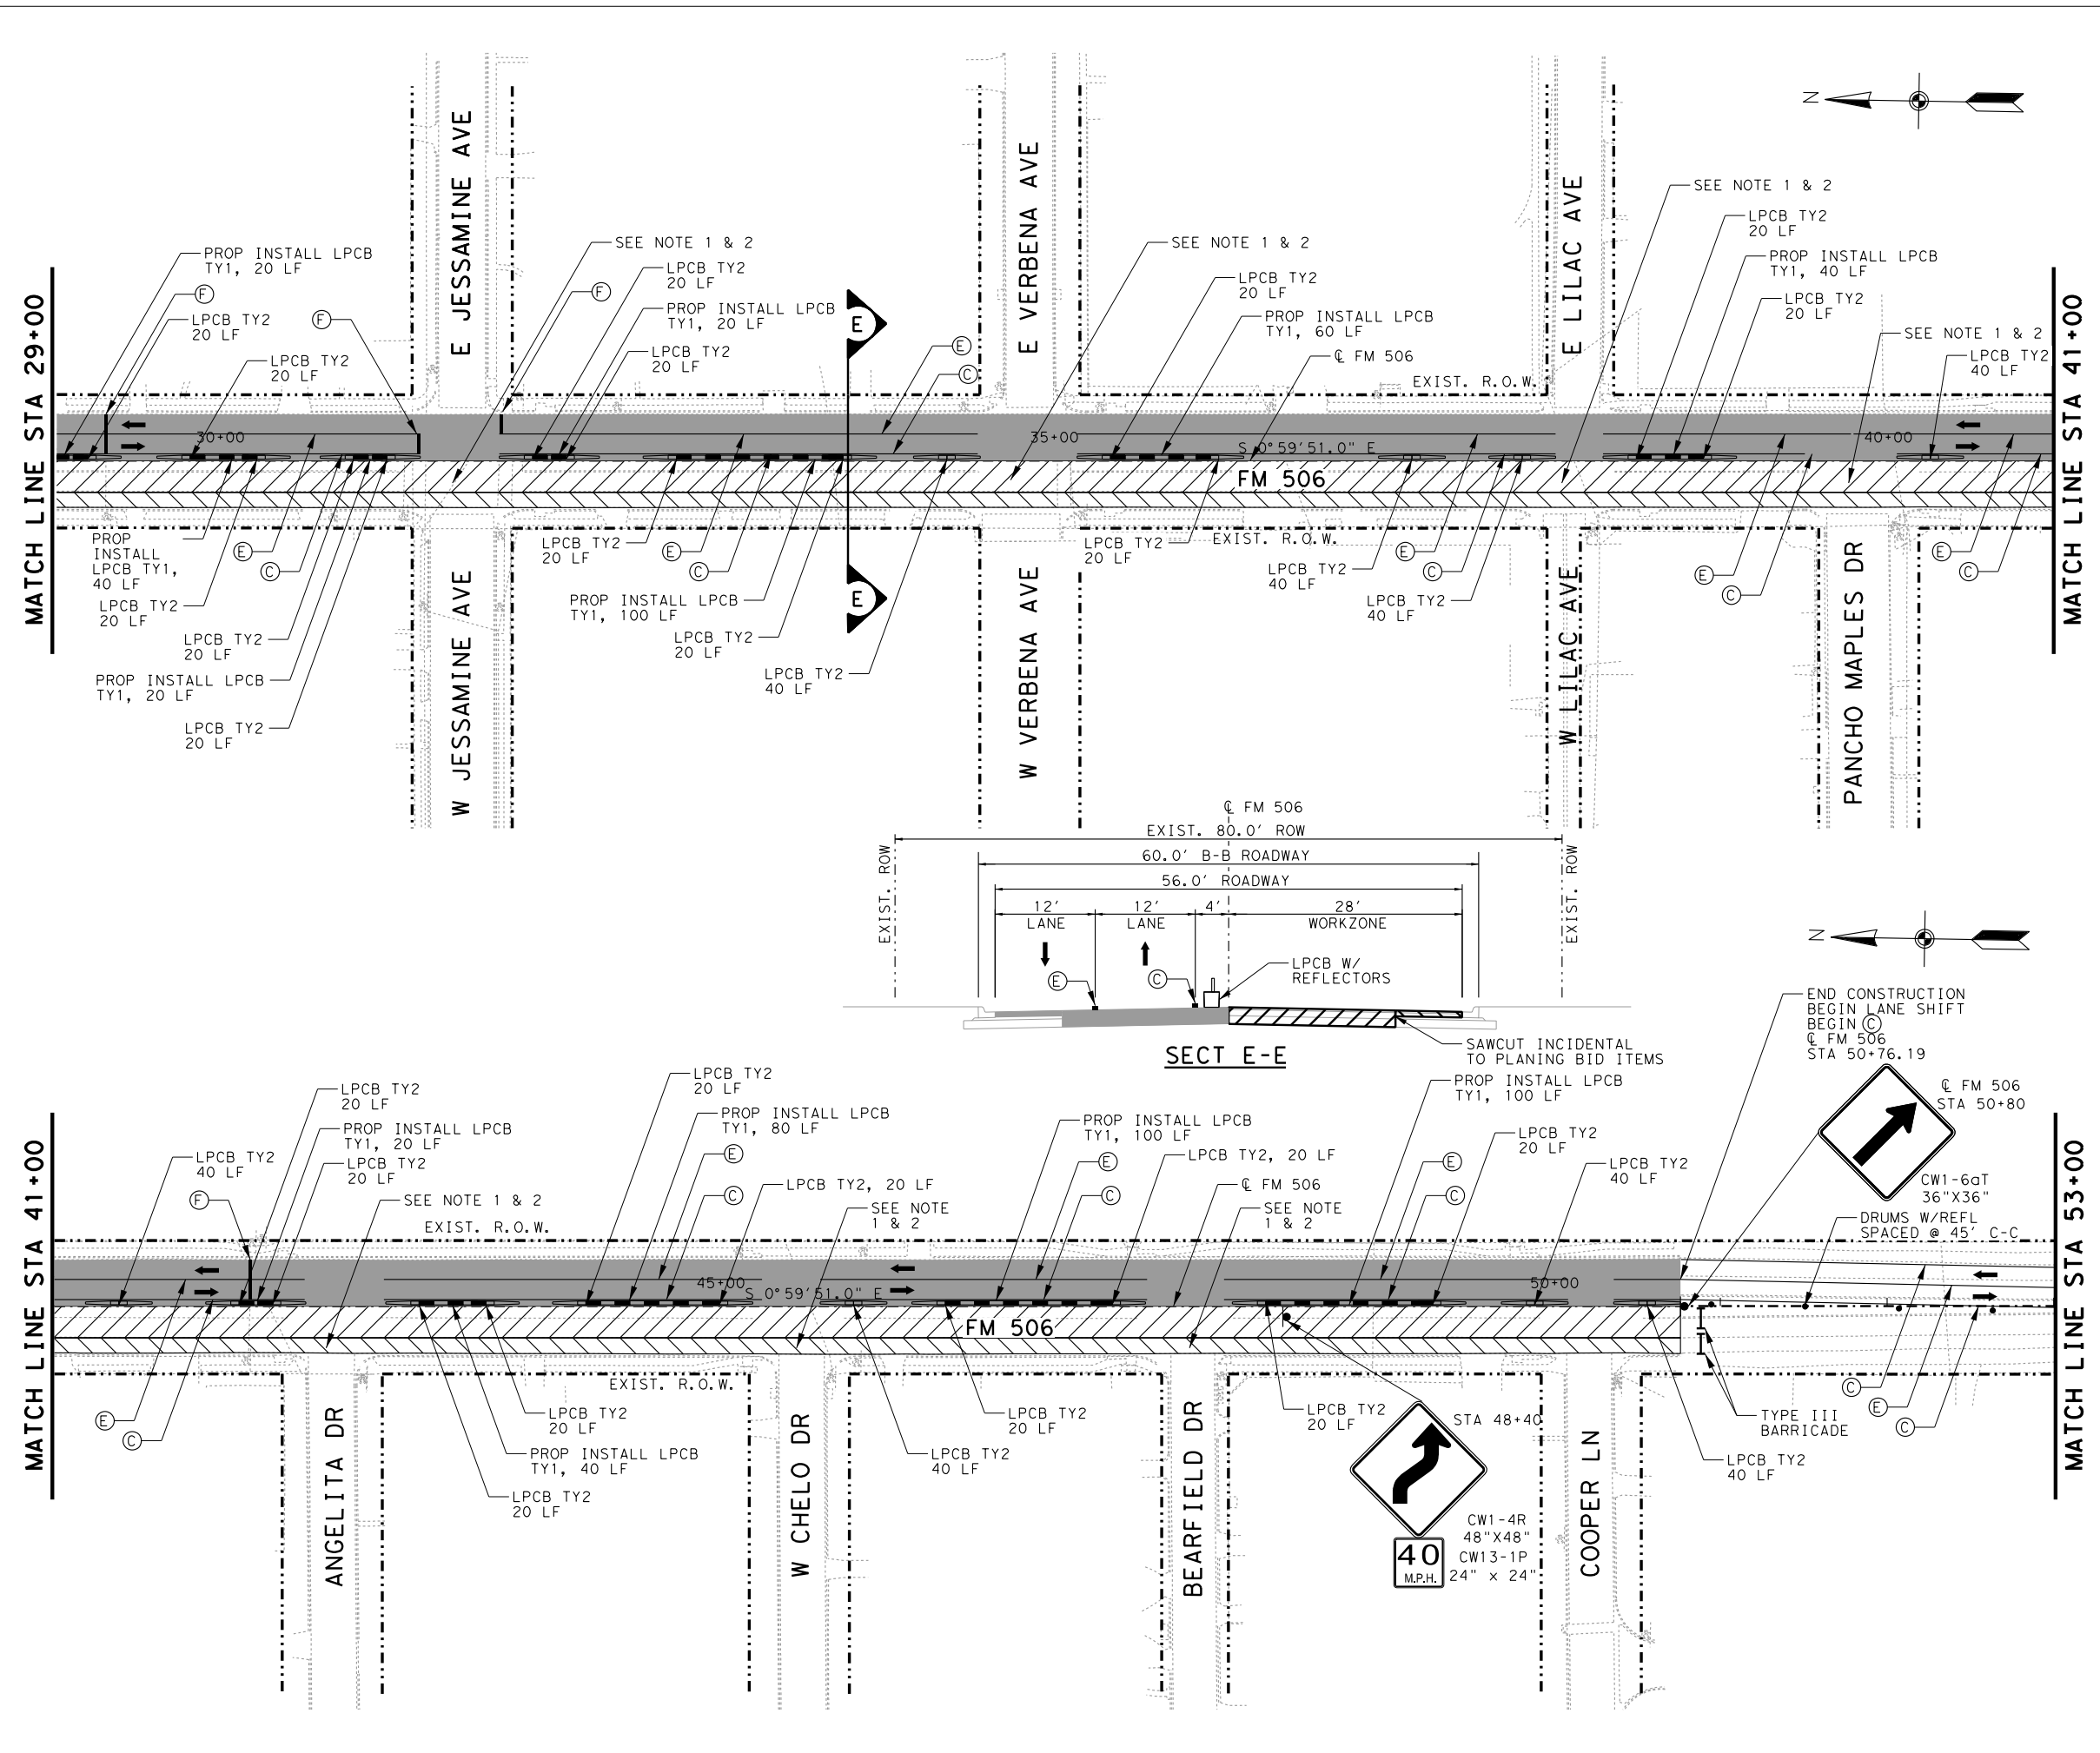 N
E JESSAMINE AVE
E VERBENA AVE
E LILAC AVE
MATCH LINE STA 29+00
MATCH LINE STA 41+00
PROP INSTALL LPCB
TY1, 20 LF
F
LPCB TY2
20 LF
F
LPCB TY2
20 LF
SEE NOTE 1 & 2
LPCB TY2
20 LF
F
PROP INSTALL LPCB
TY1, 20 LF
LPCB TY2
20 LF
E
E
C
SEE NOTE 1 & 2
LPCB TY2
20 LF
PROP INSTALL LPCB
TY1, 60 LF
℄ FM 506
EXIST. R.O.W.
SEE NOTE 1 & 2
LPCB TY2
20 LF
PROP INSTALL LPCB
TY1, 40 LF
LPCB TY2
20 LF
SEE NOTE 1 & 2
LPCB TY2
40 LF
30+00
35+00
S 0°59'51.0" E
40+00
FM 506
PROP
INSTALL
LPCB TY1,
40 LF
E
C
LPCB TY2
20 LF
LPCB TY2
20 LF
PROP INSTALL LPCB
TY1, 20 LF
LPCB TY2
20 LF
W JESSAMINE AVE
LPCB TY2
20 LF
E
C
PROP INSTALL LPCB
TY1, 100 LF
LPCB TY2
20 LF
E
LPCB TY2
40 LF
W VERBENA AVE
LPCB TY2
20 LF
EXIST. R.O.W.
LPCB TY2
40 LF
E
C
LPCB TY2
40 LF
W LILAC AVE
E
C
PANCHO MAPLES DR
E
C
℄ FM 506
EXIST. 80.0' ROW
60.0' B-B ROADWAY
56.0' ROADWAY
EXIST. ROW
EXIST. ROW
12'
LANE
12'
LANE
4'
28'
WORKZONE
E
C
LPCB W/
REFLECTORS
SAWCUT INCIDENTAL
TO PLANING BID ITEMS
SECT E-E
N
END CONSTRUCTION
BEGIN LANE SHIFT
BEGIN C
℄ FM 506
STA 50+76.19
℄ FM 506
STA 50+80
CW1-6aT
36"X36"
DRUMS W/REFL
SPACED @ 45' C-C
MATCH LINE STA 41+00
MATCH LINE STA 53+00
LPCB TY2
40 LF
F
LPCB TY2
20 LF
PROP INSTALL LPCB
TY1, 20 LF
LPCB TY2
20 LF
SEE NOTE 1 & 2
EXIST. R.O.W.
LPCB TY2
20 LF
PROP INSTALL LPCB
TY1, 80 LF
E
C
LPCB TY2, 20 LF
SEE NOTE
1 & 2
PROP INSTALL LPCB
TY1, 100 LF
E
C
LPCB TY2, 20 LF
℄ FM 506
SEE NOTE
1 & 2
PROP INSTALL LPCB
TY1, 100 LF
E
C
LPCB TY2
20 LF
LPCB TY2
40 LF
45+00
S 0°59'51.0" E
50+00
FM 506
E
C
ANGELITA DR
EXIST. R.O.W.
LPCB TY2
20 LF
PROP INSTALL LPCB
TY1, 40 LF
LPCB TY2
20 LF
W CHELO DR
LPCB TY2
40 LF
LPCB TY2
20 LF
BEARFIELD DR
LPCB TY2
20 LF
STA 48+40
CW1-4R
48"X48"
CW13-1P
24" x 24"
40
M.P.H.
COOPER LN
TYPE III
BARRICADE
LPCB TY2
40 LF
C
E
C